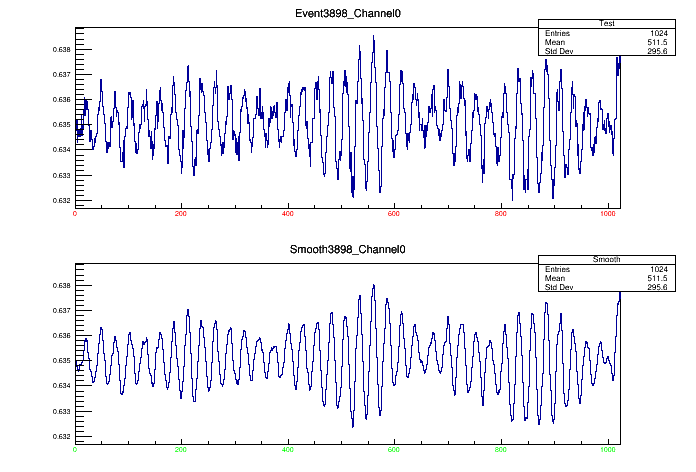 Event3898_Channel0
Test
Entries 1024
Mean 511.5
Std Dev 295.6
0.638
0.637
0.636
0.635
0.634
0.633
0.632
0 200 400 600 800 1000
Smooth3898_Channel0
Smooth
Entries 1024
Mean 511.5
Std Dev 295.6
0.638
0.637
0.636
0.635
0.634
0.633
0.632
0 200 400 600 800 1000